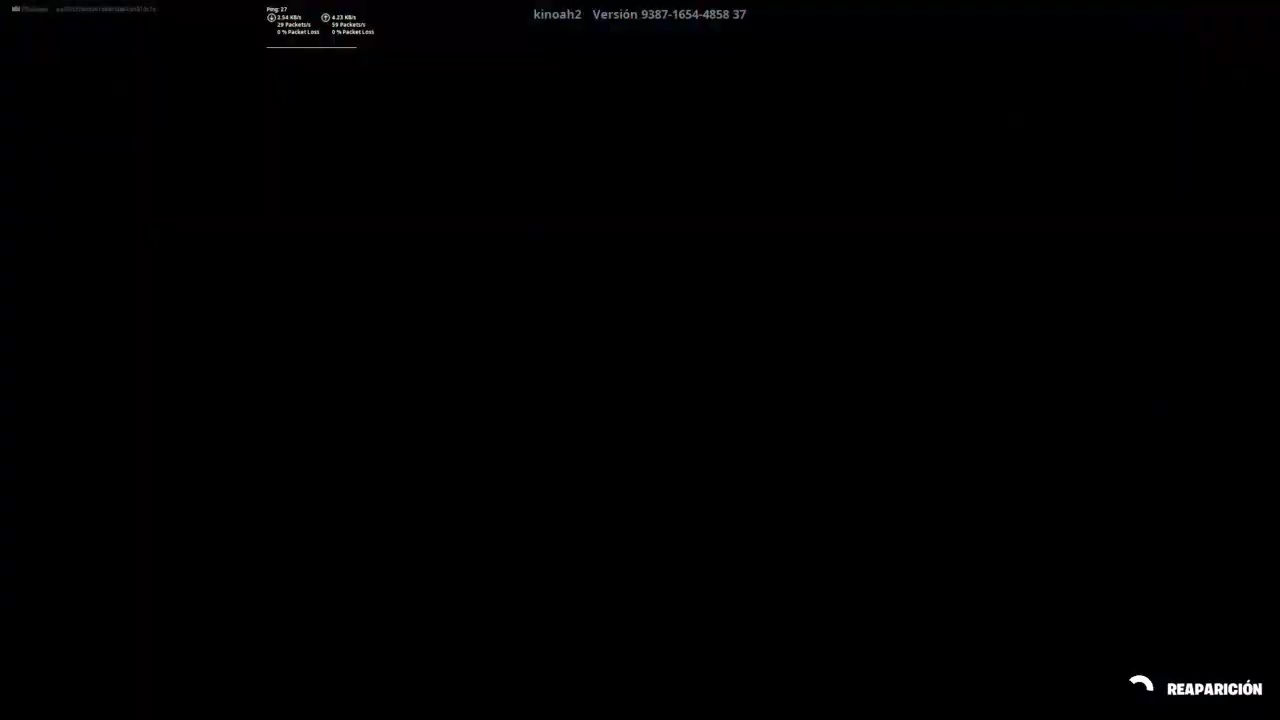 Ping: 27
2.54 KB/s 4.23 KB/s
29 Packets/s 59 Packets/s
0 % Packet Loss 0 % Packet Loss
kinoah2 Versión 9387-1654-4858 37
REAPARICIÓN